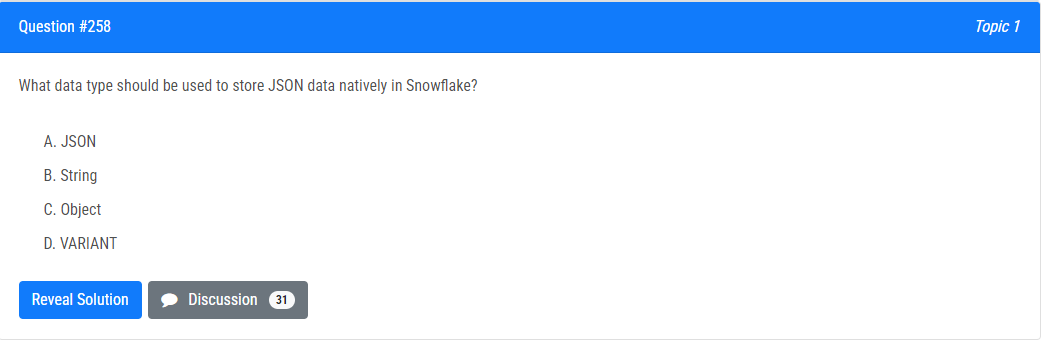 Question #258
Topic 1
What data type should be used to store JSON data natively in Snowflake?
A. JSON
B. String
C. Object
D. VARIANT
Reveal Solution
Discussion 31